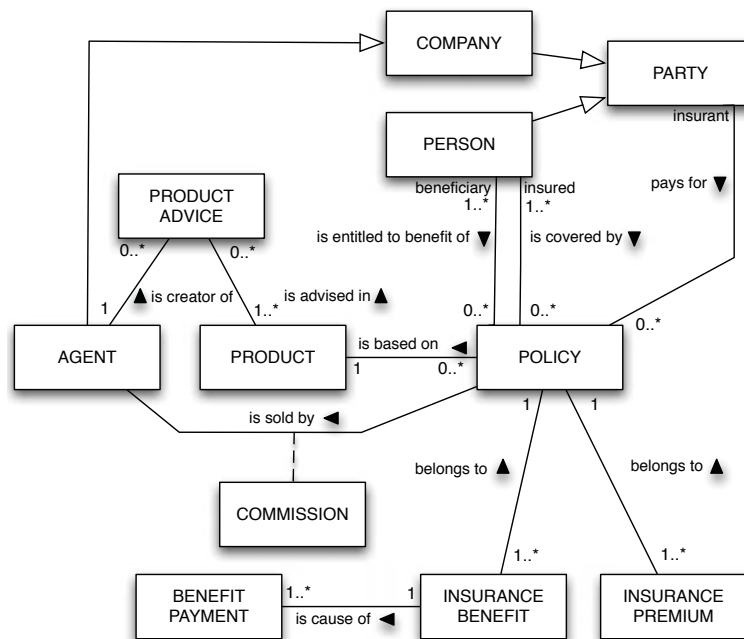 COMPANY
PARTY
insurant
PERSON
beneficiary
insured
1..*
1..*
pays for
PRODUCT
ADVICE
is entitled to benefit of
is covered by
0..*
0..*
1
is creator of
1..*
is advised in
0..*
0..*
0..*
AGENT
PRODUCT
is based on
1
0..*
POLICY
is sold by
1
1
belongs to
belongs to
COMMISSION
1..*
1..*
BENEFIT
PAYMENT
1..*
1
is cause of
INSURANCE
BENEFIT
INSURANCE
PREMIUM